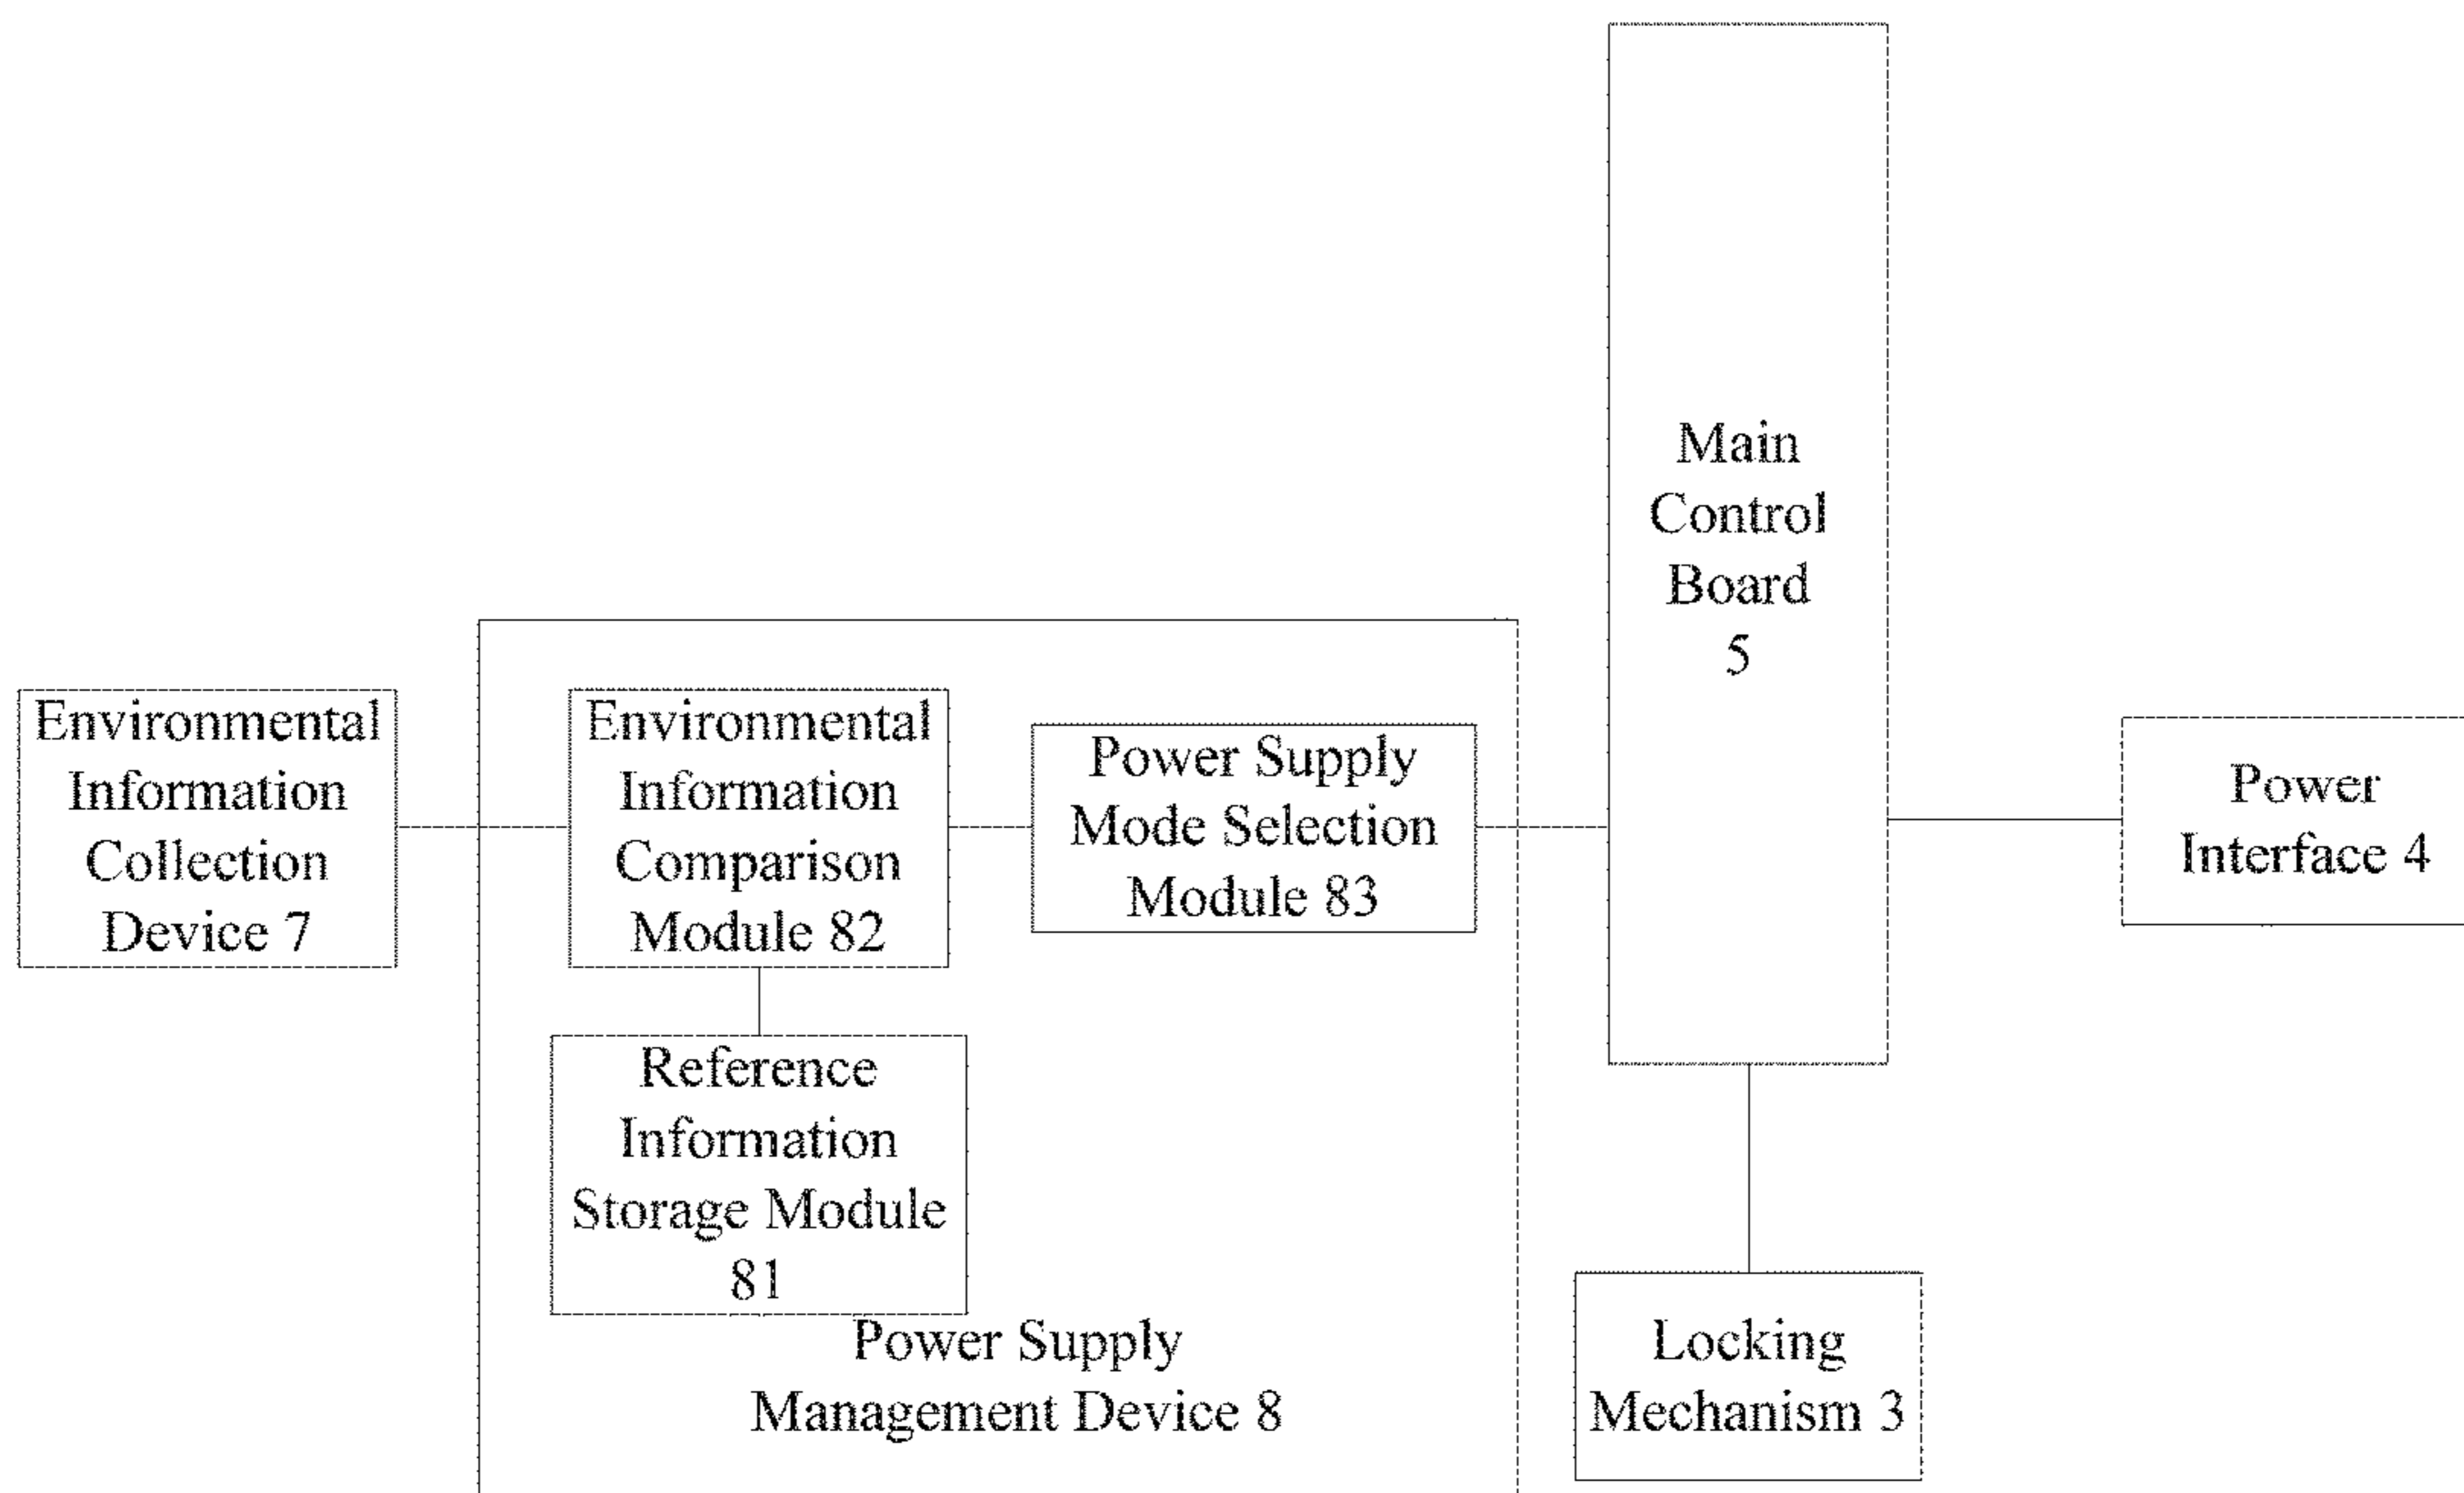 Main
Control
Board
5
Environmental
Information
Collection
Device 7
Environmental
Information
Comparison
Module 82
Power Supply
Mode Selection
Module 83
Power
Interface 4
Reference
Information
Storage Module
81
Power Supply
Management Device 8
Locking
Mechanism 3